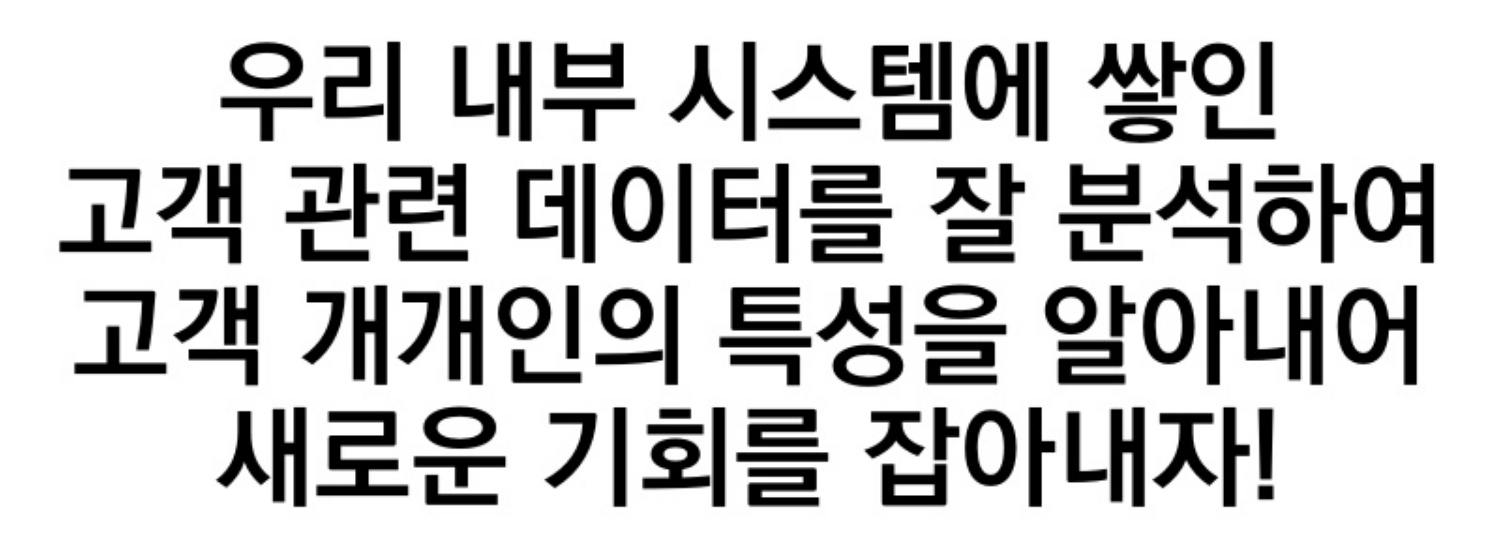 우리 내부 시스템에 쌓인
고객 관련 데이터를 잘 분석하여
고객 개개인의 특성을 알아내어
새로운 기회를 잡아내자!